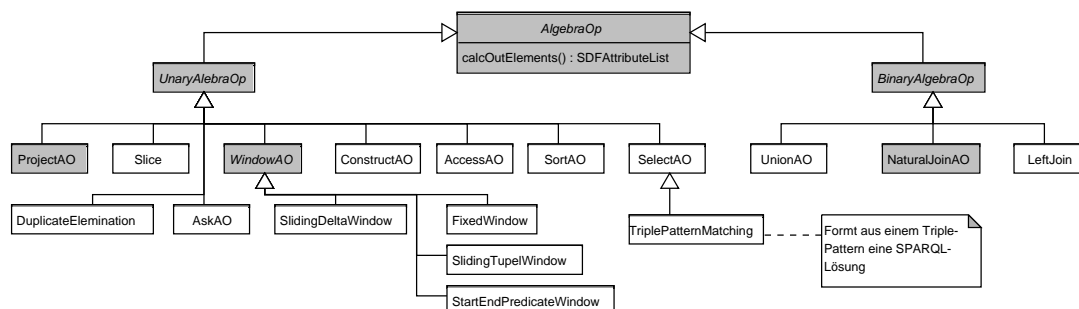 AlgebraOp
calcOutElements() : SDFAttributeList
UnaryAlebraOp
BinaryAlgebraOp
ProjectAO
Slice
WindowAO
ConstructAO
AccessAO
SortAO
SelectAO
UnionAO
NaturalJoinAO
LeftJoin
DuplicateElemination
AskAO
SlidingDeltaWindow
FixedWindow
TriplePatternMatching
Formt aus einem Triple-
Pattern eine SPARQL-
Lösung
SlidingTupelWindow
StartEndPredicateWindow